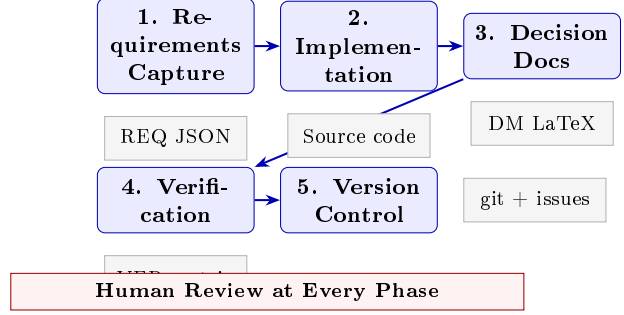 1. Re-
quirements
Capture
2.
Implemen-
tation
3. Decision
Docs
REQ JSON
Source code
DM LaTeX
4. Verifi-
cation
5. Version
Control
git + issues
Human Review at Every Phase